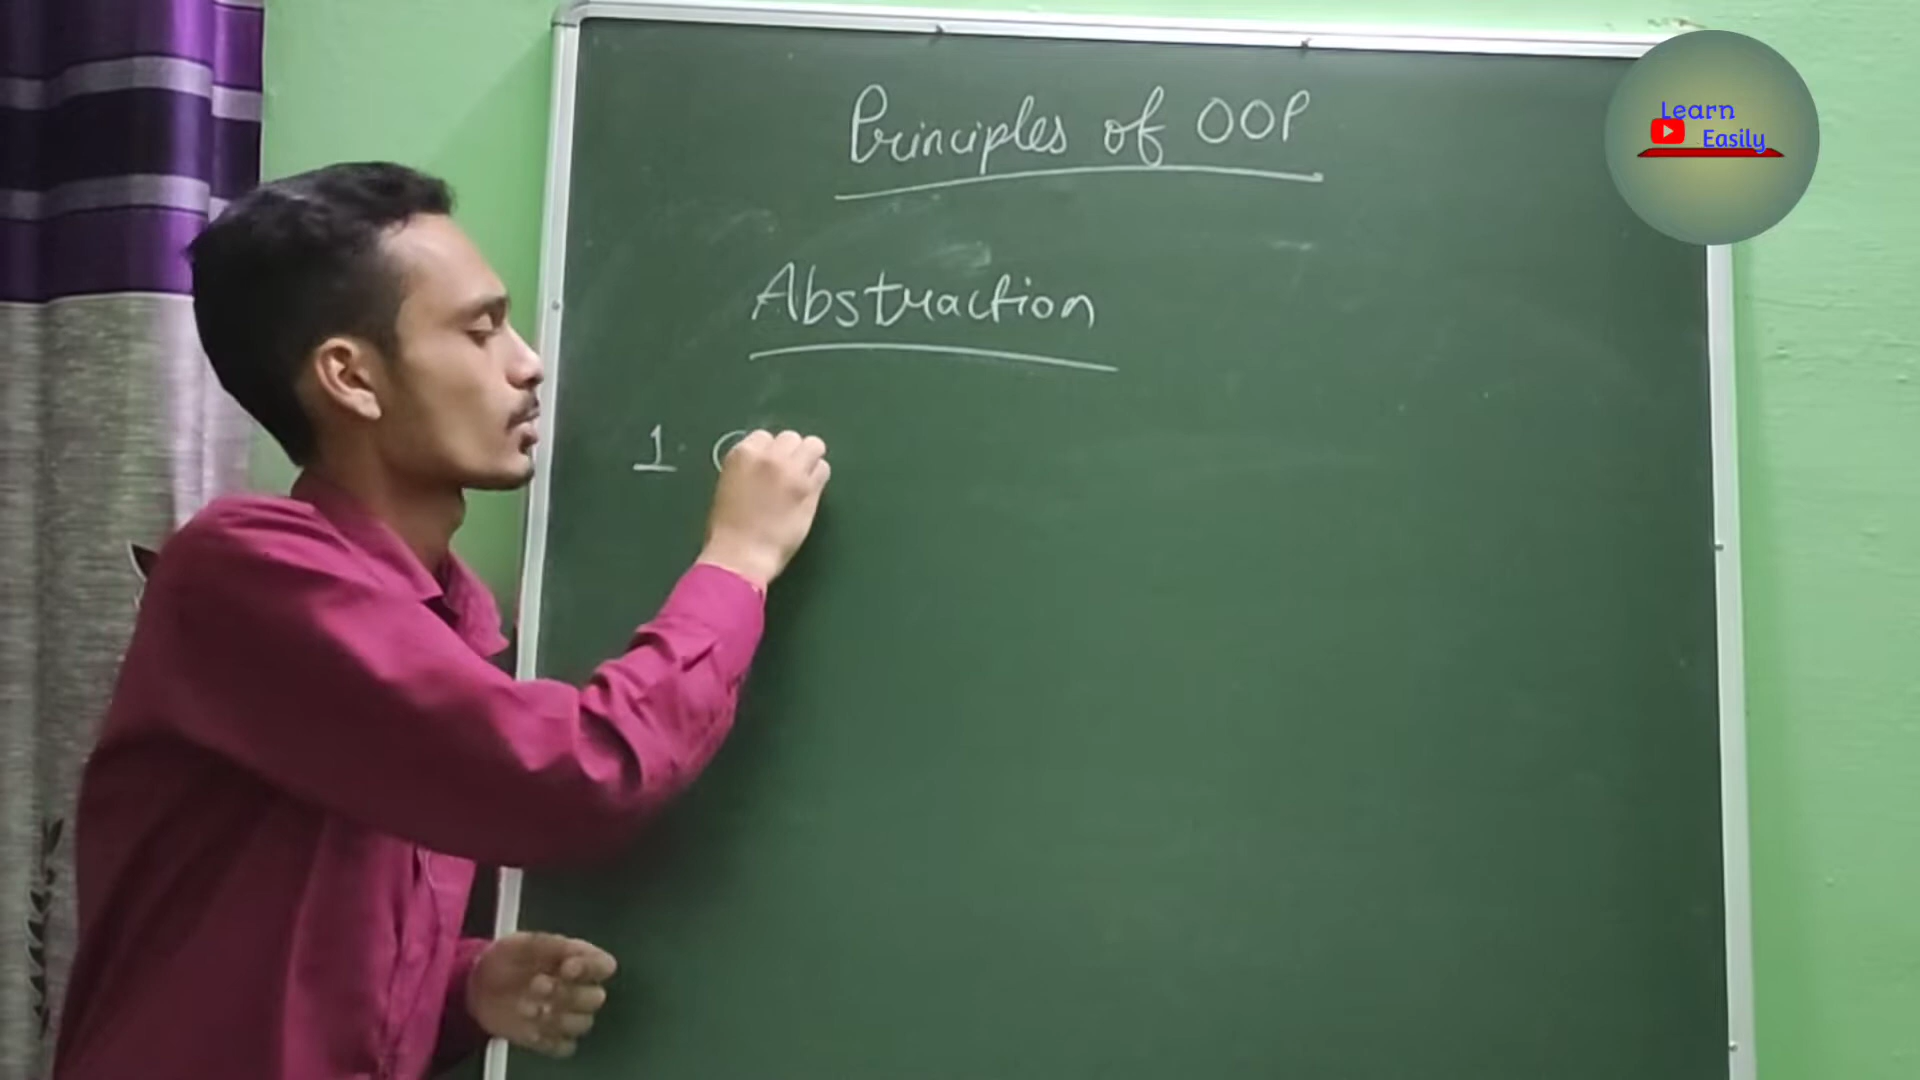 Principles of OOP
Learn
Easily
Abstraction
1.